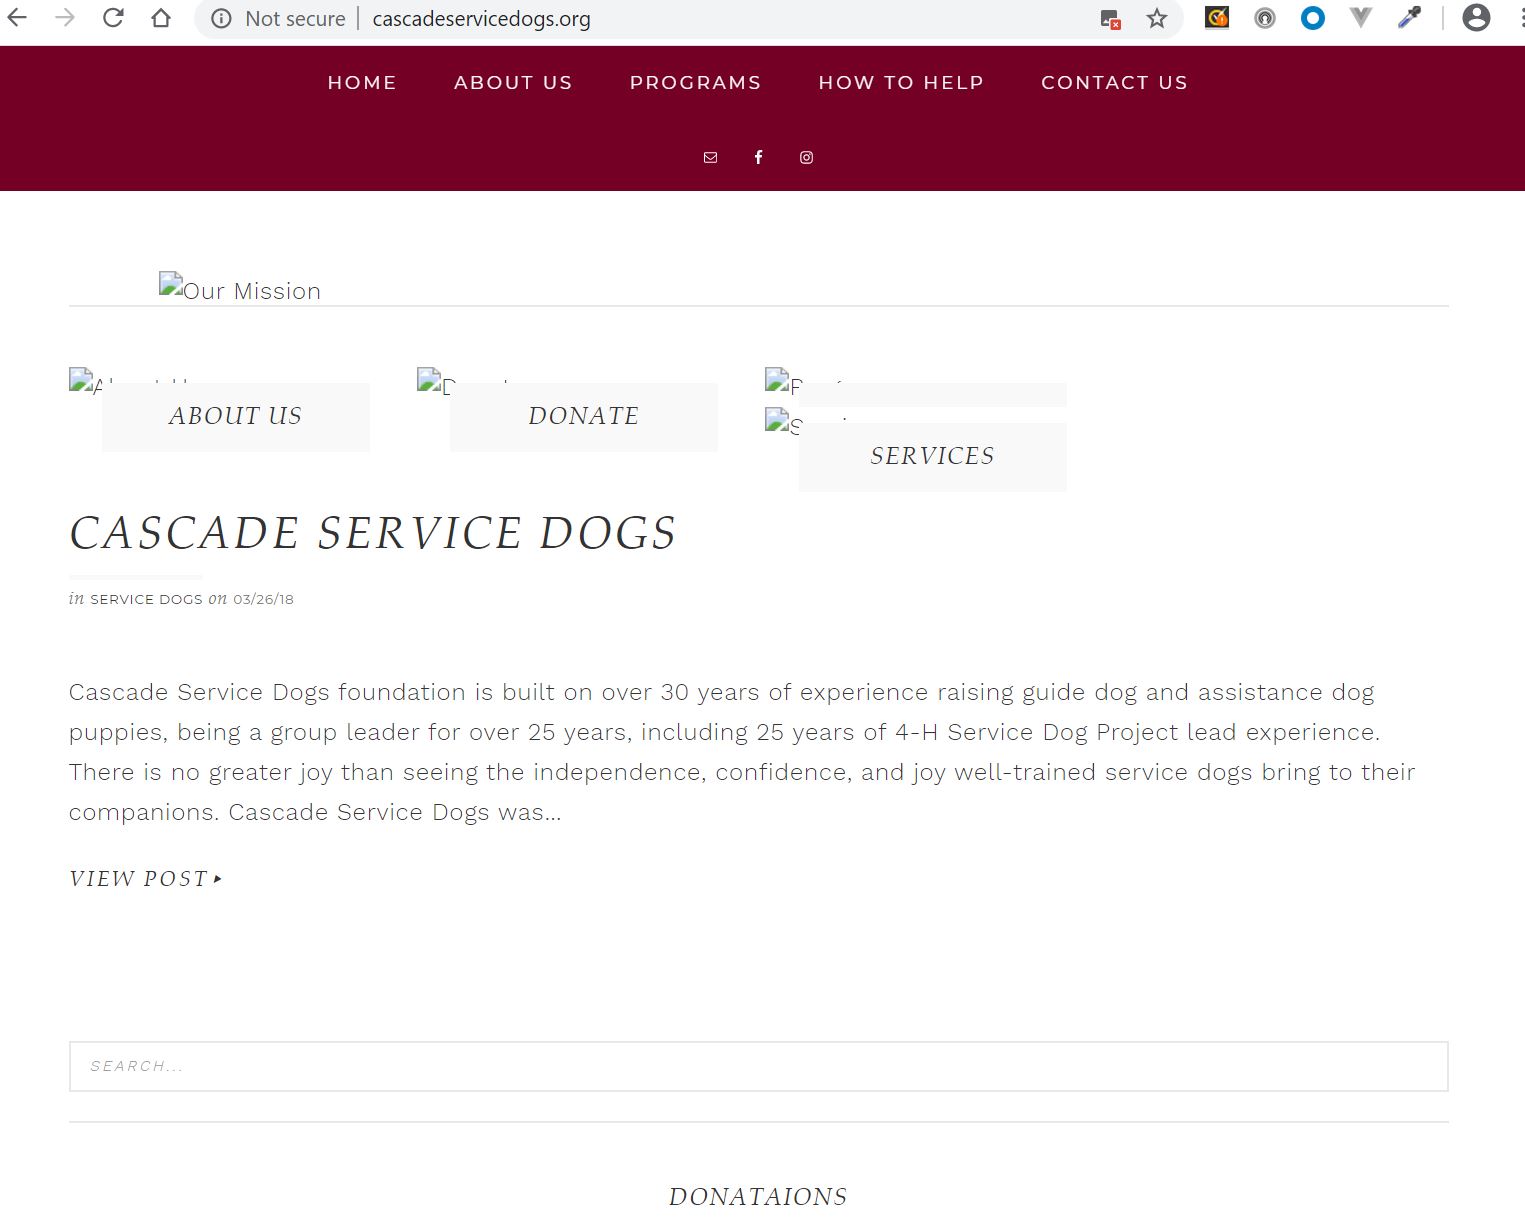 Not secure | cascadeservicedogs.org
HOME ABOUT US PROGRAMS HOW TO HELP CONTACT US
Our Mission
ABOUT US DONATE
SERVICES
CASCADE SERVICE DOGS
in SERVICE DOGS on 03/26/18
Cascade Service Dogs foundation is built on over 30 years of experience raising guide dog and assistance dog
puppies, being a group leader for over 25 years, including 25 years of 4-H Service Dog Project lead experience.
There is no greater joy than seeing the independence, confidence, and joy well-trained service dogs bring to their
companions. Cascade Service Dogs was...
VIEW POST
SEARCH...
DONATAIONS